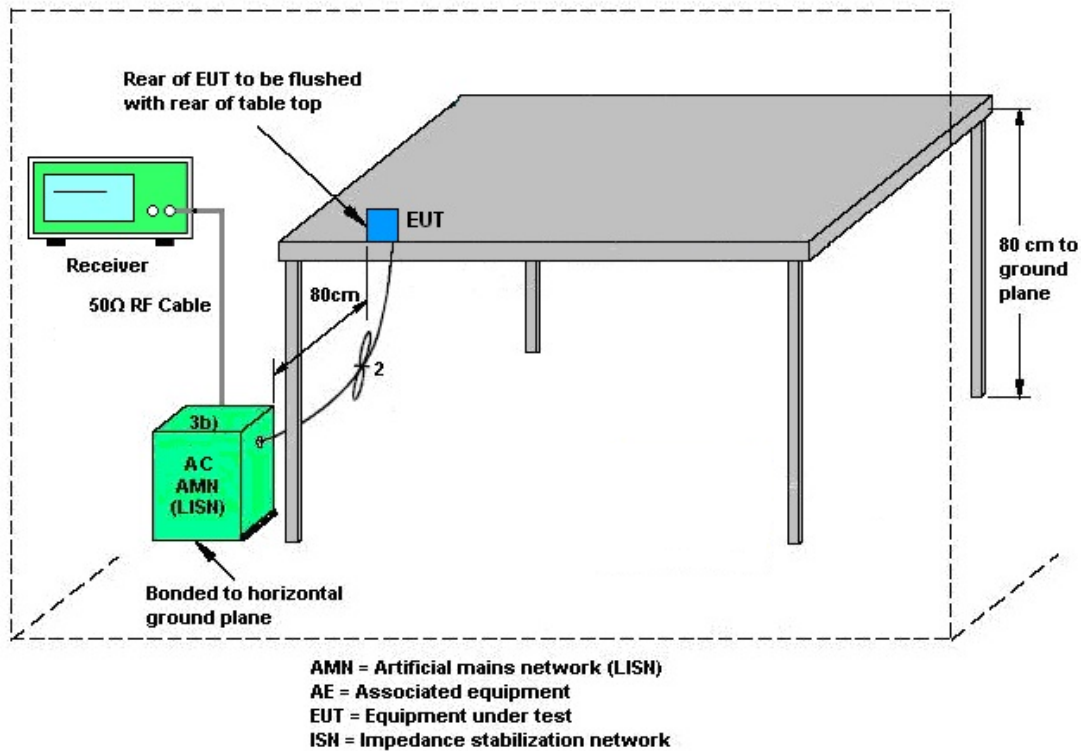 Rear of EUT to be flushed
with rear of table top
EUT
Receiver
50Ω RF Cable
80cm
80 cm to
ground
plane
2
3b)
AC
AMN
(LISN)
Bonded to horizontal
ground plane
AMN = Artificial mains network (LISN)
AE = Associated equipment
EUT = Equipment under test
ISN = Impedance stabilization network